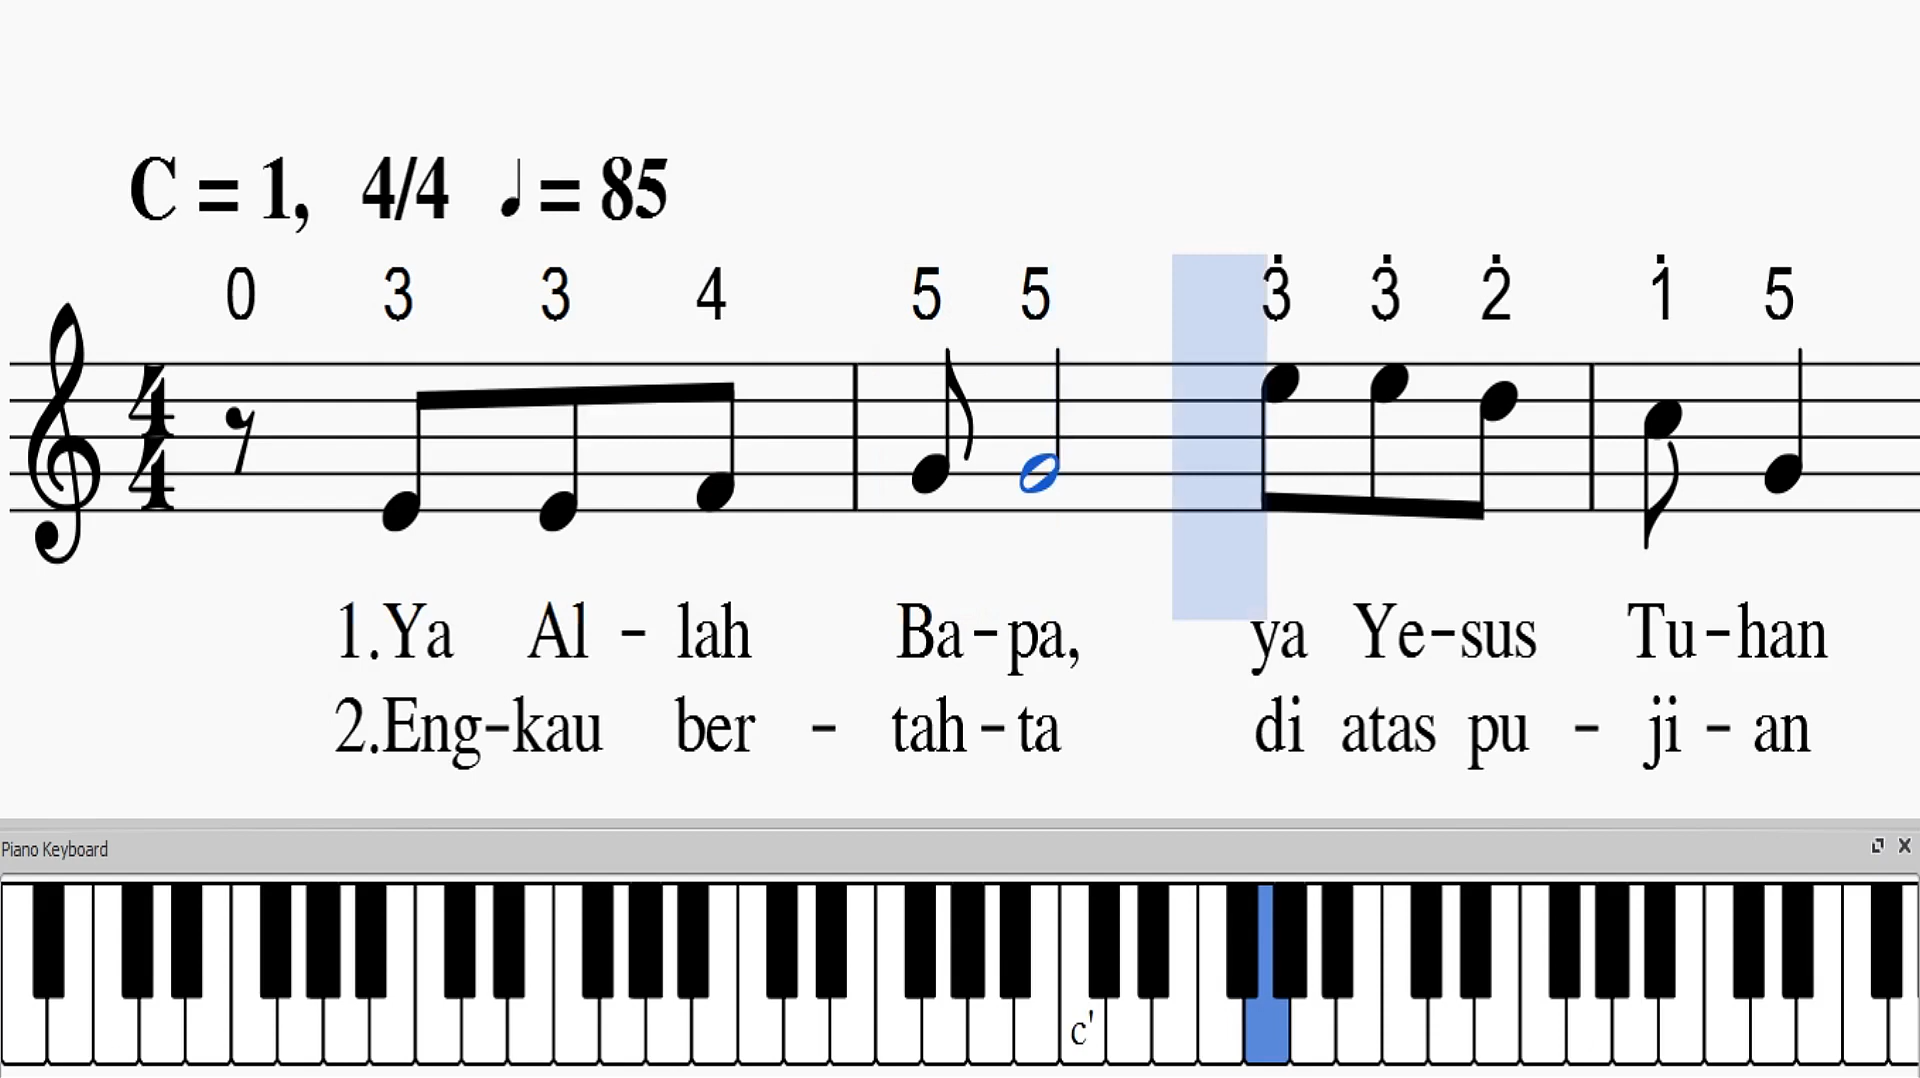 C = 1, 4/4 ♩ = 85
0 3 3 4 5 5 3̇ 3̇ 2̇ 1̇ 5
4
4
1.Ya Al - lah Ba-pa, ya Ye-sus Tu-han
2.Eng-kau ber - tah-ta di atas pu - ji - an
Piano Keyboard
c'